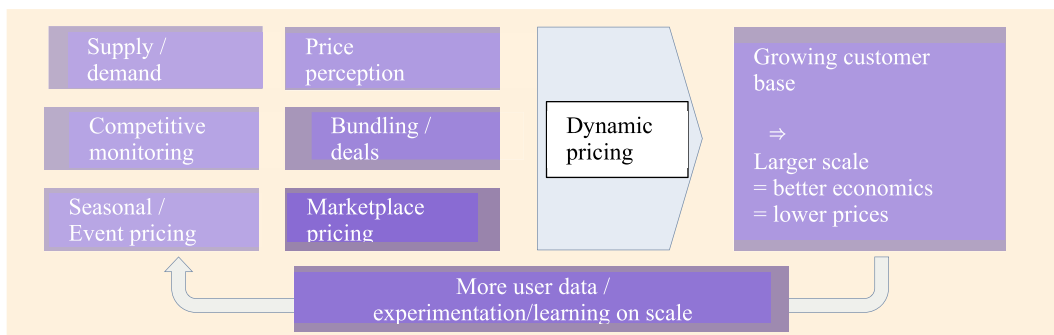 Supply /
demand
Price
perception
Competitive
monitoring
Bundling /
deals
Seasonal /
Event pricing
Marketplace
pricing
Dynamic
pricing
Growing customer
base
⇒
Larger scale
= better economics
= lower prices
More user data /
experimentation/learning on scale